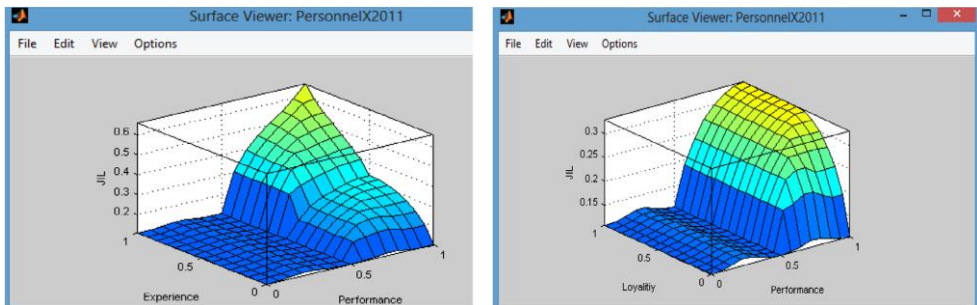 Surface Viewer: PersonnelX2011
File Edit View Options
0.6
0.5
0.4
0.3
0.2
JIL
1
0.5
0
Experience
0
0.5
1
Performance
Surface Viewer: PersonnelX2011
File Edit View Options
0.3
0.25
0.2
0.15
JIL
1
0.5
0
Loyalitiy
0
0.5
1
Performance